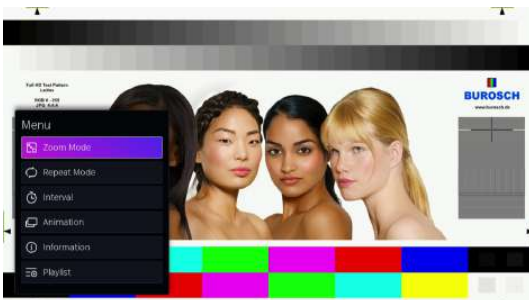 Full HD Test Pattern
Ladies
BUROSCH
www.burosch.de
Menu
Zoom Mode
Repeat Mode
Interval
Animation
Information
Playlist